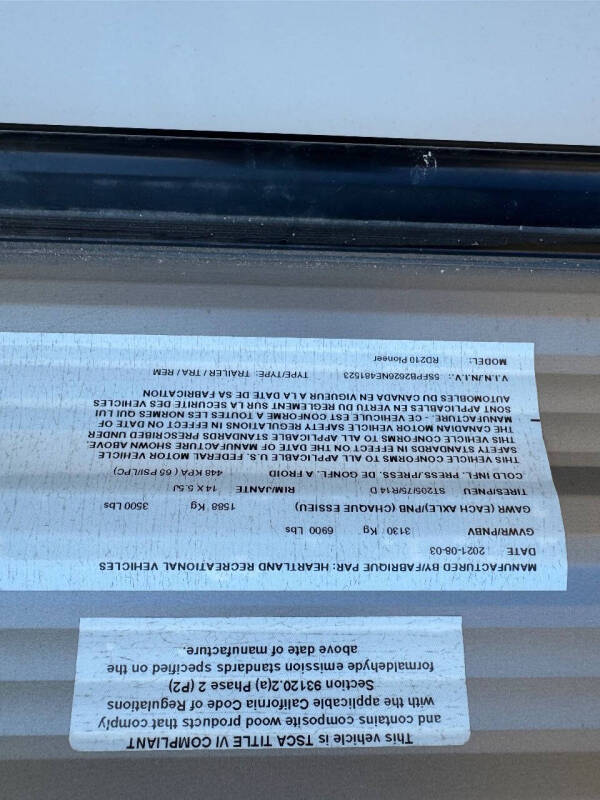 This vehicle is TSCA TITLE VI COMPLIANT
and contains composite wood products that comply
with the applicable California Code of Regulations
Section 93120.2(a) Phase 2 (P2)
formaldehyde emission standards specified on the
above date of manufacture.
MANUFACTURED BY/FABRIQUE PAR: HEARTLAND RECREATIONAL VEHICLES
DATE 2021-08-03
GVWR/PNBV 3130 Kg 6900 Lbs
GAWR (EACH AXLE)/PNB (CHAQUE ESSIEU) 1588 Kg 3500 Lbs
TIRES/PNEU ST205/75R14 D RIM/JANTE 14 X 5.5J
COLD INFL. PRESS./PRESS. DE GONFL. A FROID 448 KPA ( 65 PSI/LPC)
THIS VEHICLE CONFORMS TO ALL APPLICABLE U.S. FEDERAL MOTOR VEHICLE
SAFETY STANDARDS IN EFFECT ON THE DATE OF MANUFACTURE SHOWN ABOVE.
THIS VEHICLE CONFORMS TO ALL APPLICABLE STANDARDS PRESCRIBED UNDER
THE CANADIAN MOTOR VEHICLE SAFETY REGULATIONS IN EFFECT ON DATE OF
MANUFACTURE. - CE VEHICULE EST CONFORME A TOUTES LES NORMES QUI LUI
SONT APPLICABLES EN VERTU DU REGLEMENT SUR LA SECURITE DES VEHICLES
AUTOMOBILES DU CANADA EN VIGUEUR A LA DATE DE SA FABRICATION
V.I.N./N.I.V.: 5SFPB2626NE481523 TYPE/TYPE: TRAILER / TRA / REM
MODEL: RD210 Pioneer